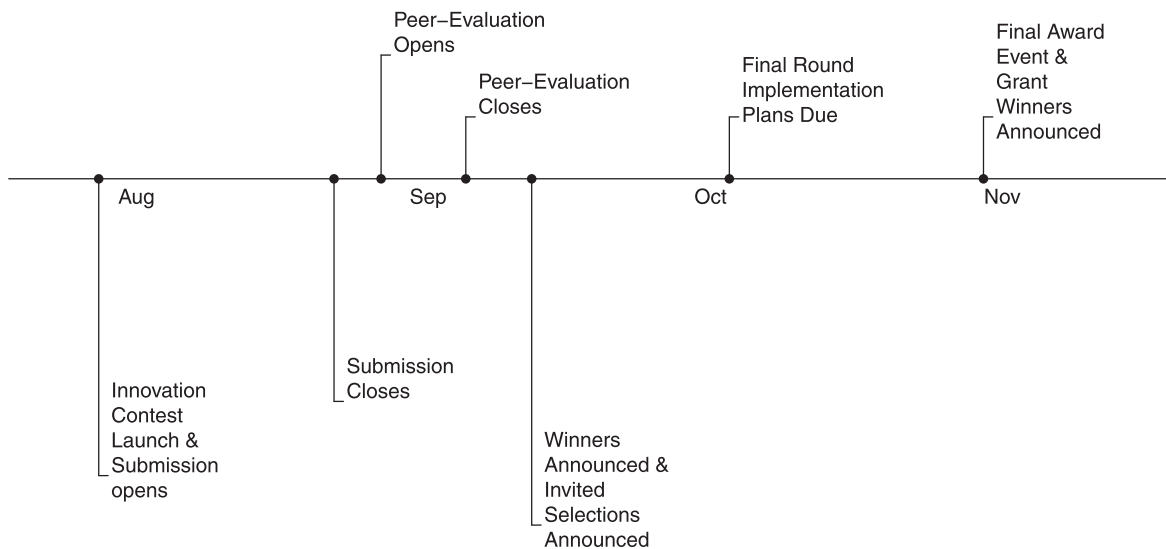 Peer−Evaluation
Opens
Peer−Evaluation
Closes
Final Round
Implementation
Plans Due
Final Award
Event &
Grant
Winners
Announced
Aug
Sep
Oct
Nov
Innovation
Contest
Launch &
Submission
opens
Submission
Closes
Winners
Announced &
Invited
Selections
Announced